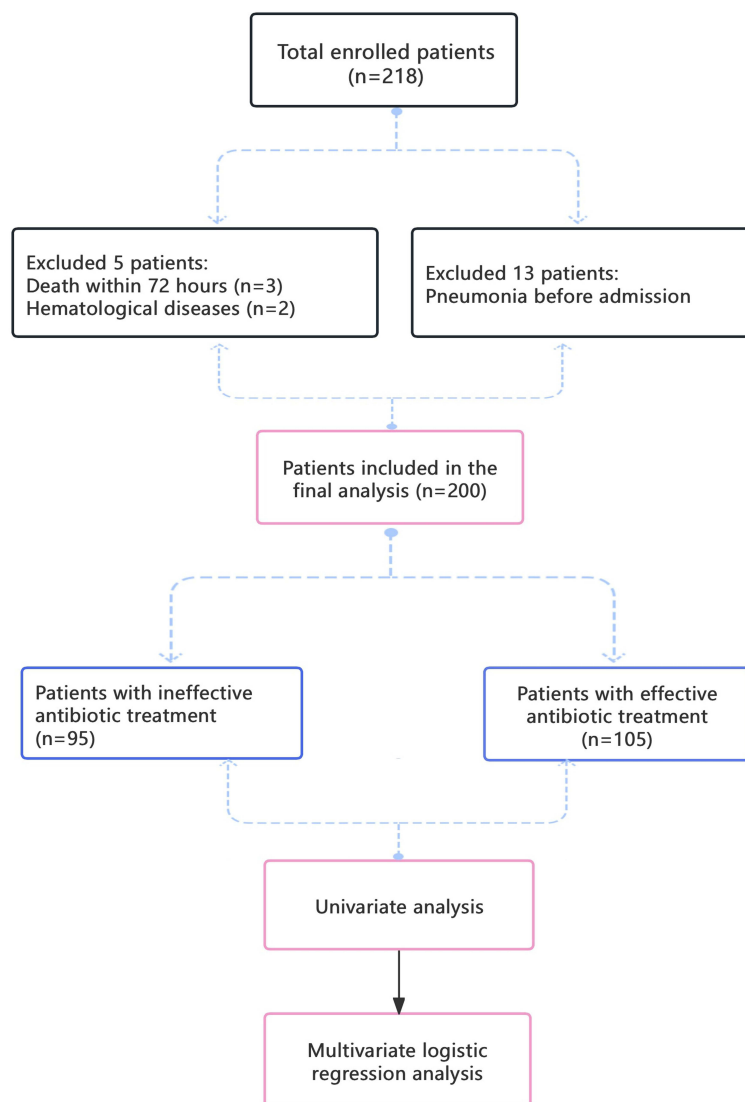 Total enrolled patients
(n=218)
Excluded 5 patients:
Death within 72 hours (n=3)
Hematological diseases (n=2)
Excluded 13 patients:
Pneumonia before admission
Patients included in the
final analysis (n=200)
Patients with ineffective
antibiotic treatment
(n=95)
Patients with effective
antibiotic treatment
(n=105)
Univariate analysis
Multivariate logistic
regression analysis